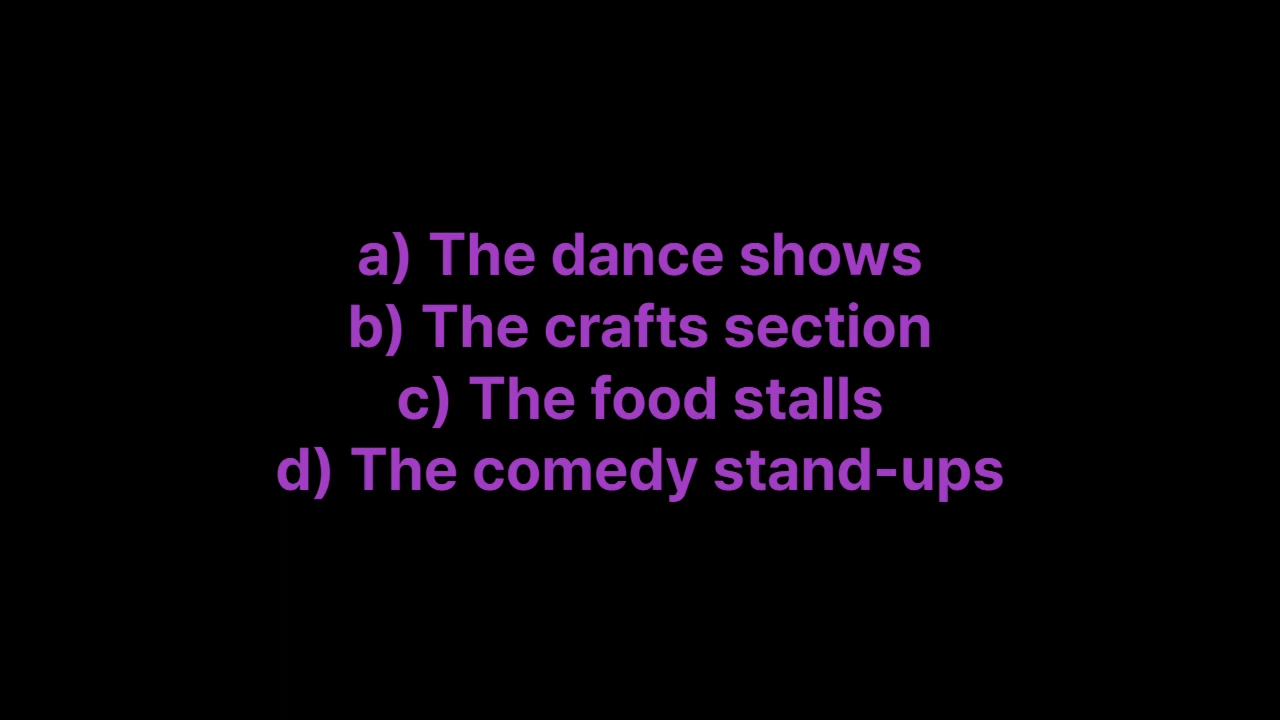 a) The dance shows
b) The crafts section
c) The food stalls
d) The comedy stand-ups